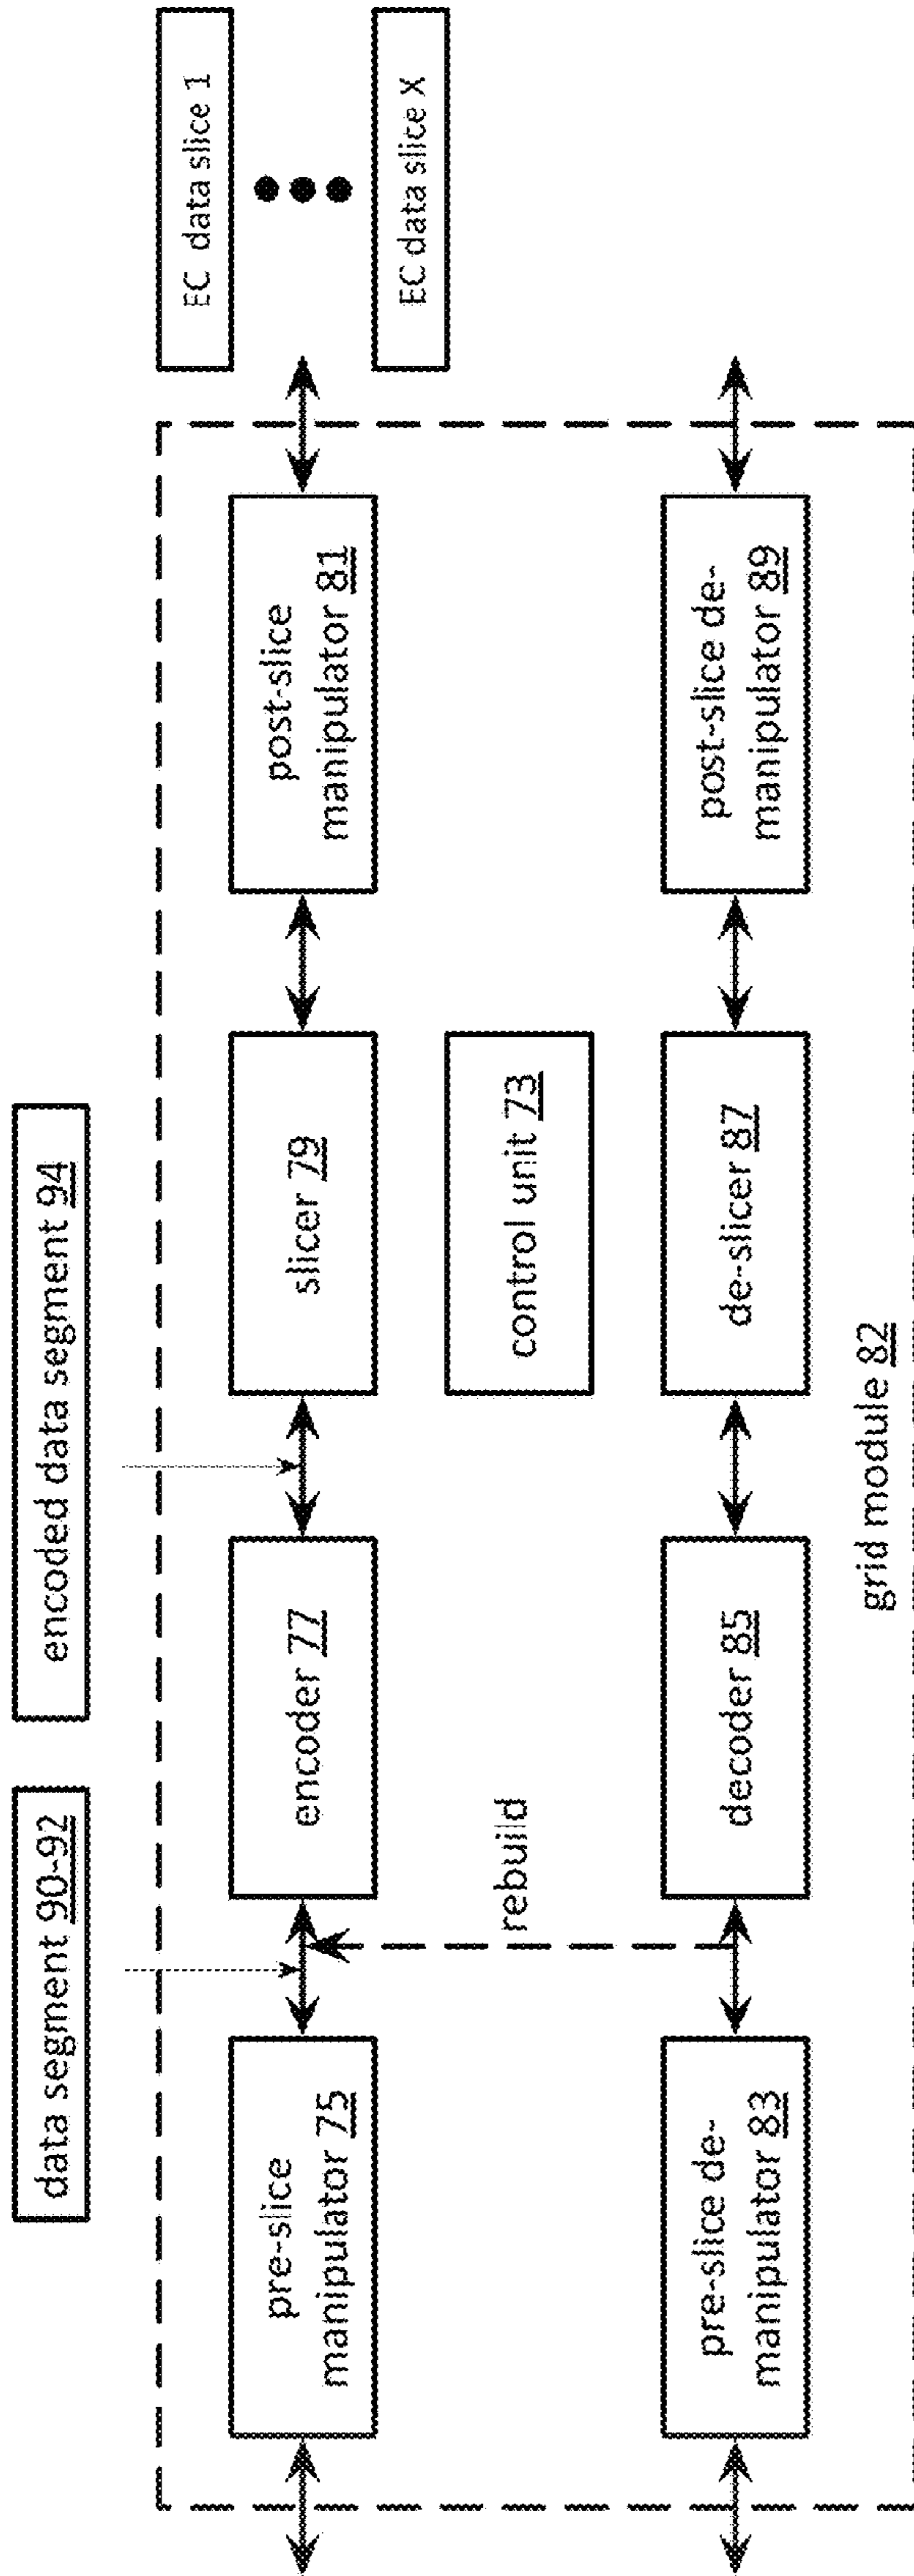 data segment 90-92
encoded data segment 94
EC data slice 1
EC data slice X
pre-slice
manipulator 75
encoder 77
slicer 79
post-slice
manipulator 81
rebuild
control unit 73
pre-slice de-
manipulator 83
decoder 85
de-slicer 87
post-slice de-
manipulator 89
grid module 82